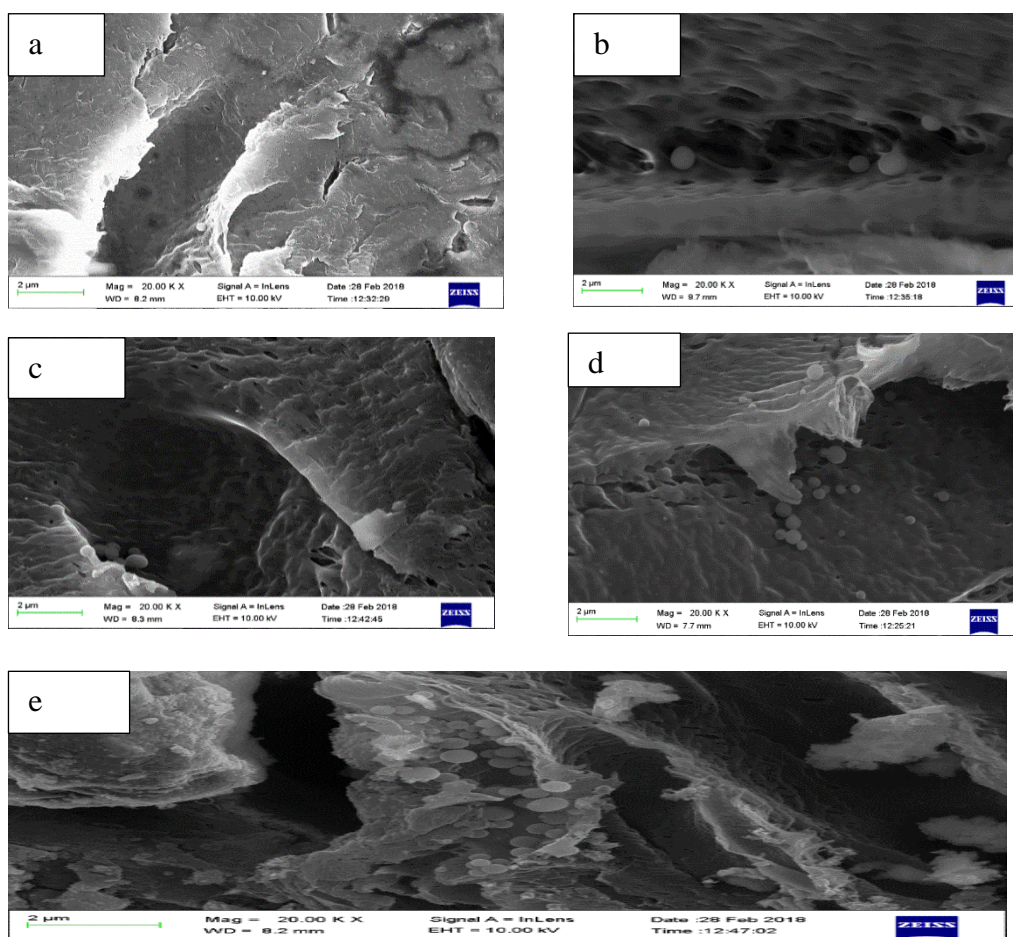 a
2 µm
Mag = 20.00 K X
Signal A = InLens
Date :28 Feb 2018
WD = 8.2 mm
EHT = 10.00 kV
Time :12:32:29
ZEISS
b
2 µm
Mag = 20.00 K X
Signal A = InLens
Date :28 Feb 2018
WD = 9.7 mm
EHT = 10.00 kV
Time :12:35:18
ZEISS
c
2 µm
Mag = 20.00 K X
Signal A = InLens
Date :28 Feb 2018
WD = 8.3 mm
EHT = 10.00 kV
Time :12:42:45
ZEISS
d
2 µm
Mag = 20.00 K X
Signal A = InLens
Date :28 Feb 2018
WD = 7.7 mm
EHT = 10.00 kV
Time :12:25:21
ZEISS
e
2 µm
Mag = 20.00 K X
Signal A = InLens
Date :28 Feb 2018
WD = 8.2 mm
EHT = 10.00 kV
Time :12:47:02
ZEISS